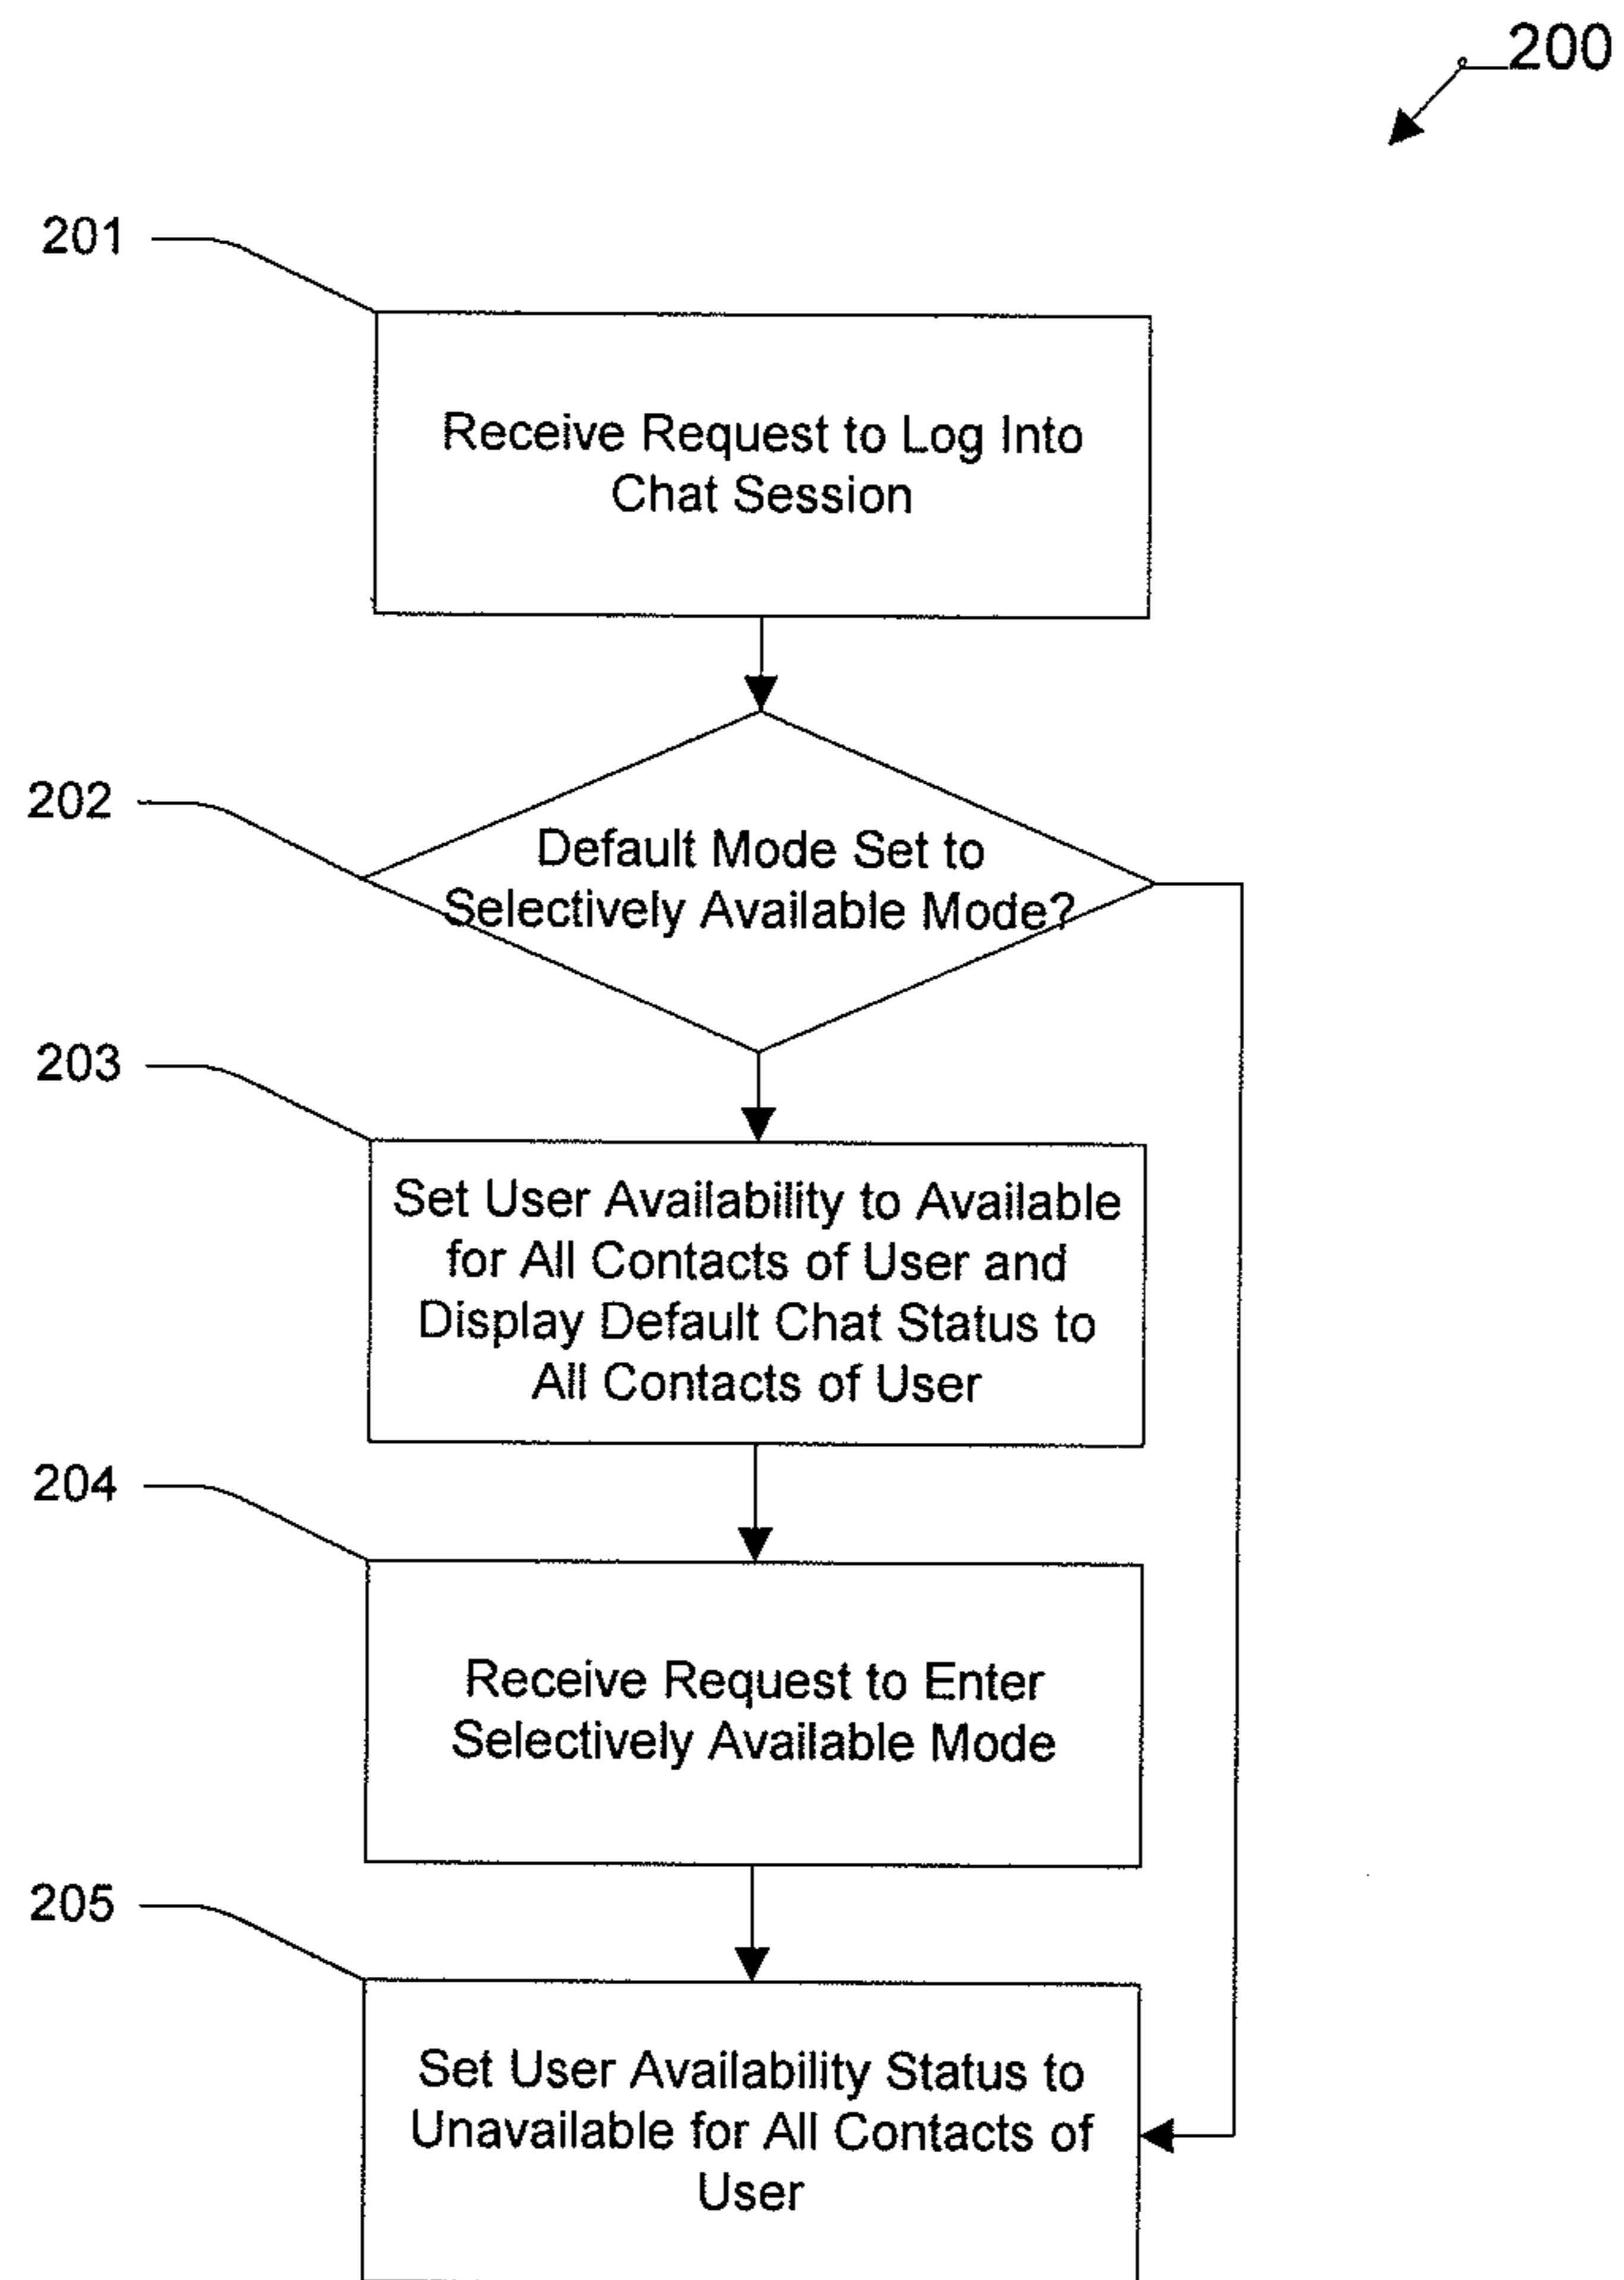 200
201
Receive Request to Log Into
Chat Session
202
Default Mode Set to
Selectively Available Mode?
203
Set User Availability to Available
for All Contacts of User and
Display Default Chat Status to
All Contacts of User
204
Receive Request to Enter
Selectively Available Mode
205
Set User Availability Status to
Unavailable for All Contacts of
User